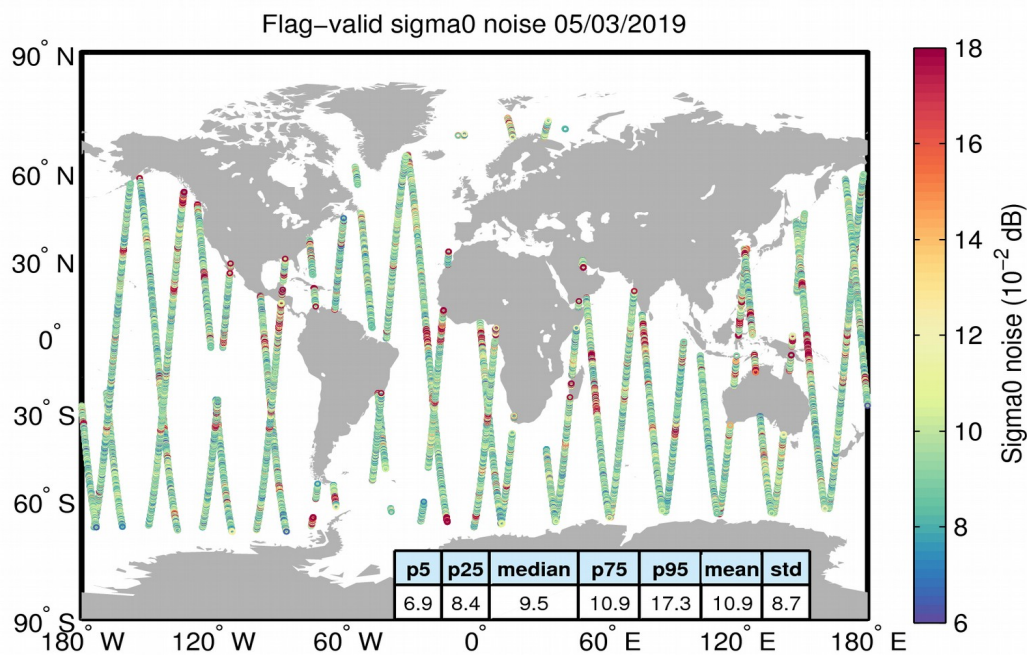 Flag−valid sigma0 noise 05/03/2019
90° N
60° N
30° N
0°
30° S
60° S
90° S
180° W
120° W
60° W
0°
60° E
120° E
180° E
p5 p25 median p75 p95 mean std
6.9 8.4 9.5 10.9 17.3 10.9 8.7
18
16
14
12
10
8
6
Sigma0 noise (10⁻² dB)